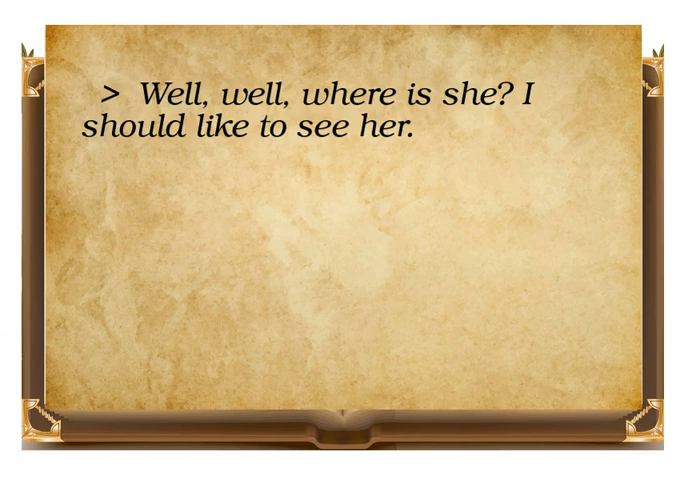 > Well, well, where is she? I
should like to see her.